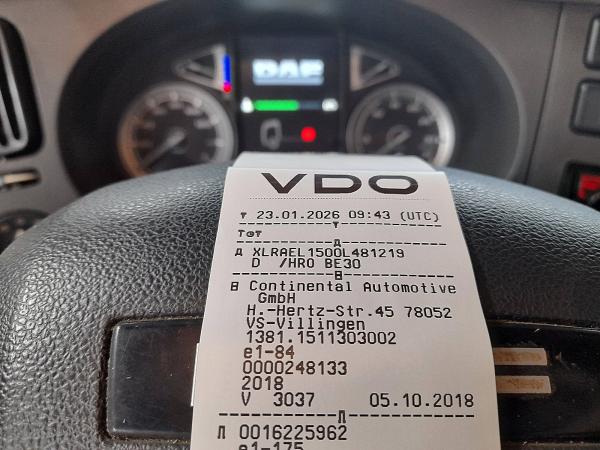 DAF
VDO
т 23.01.2026 09:43 (UTC)
т
Тет
А
А XLRAEL1500L481219
D /HRO BE30
В
В Continental Automotive
GmbH
H.-Hertz-Str.45 78052
VS-Villingen
1381.1511303002
e1-84
0000248133
2018
V 3037 05.10.2018
Л
Л 0016225962
e1-175